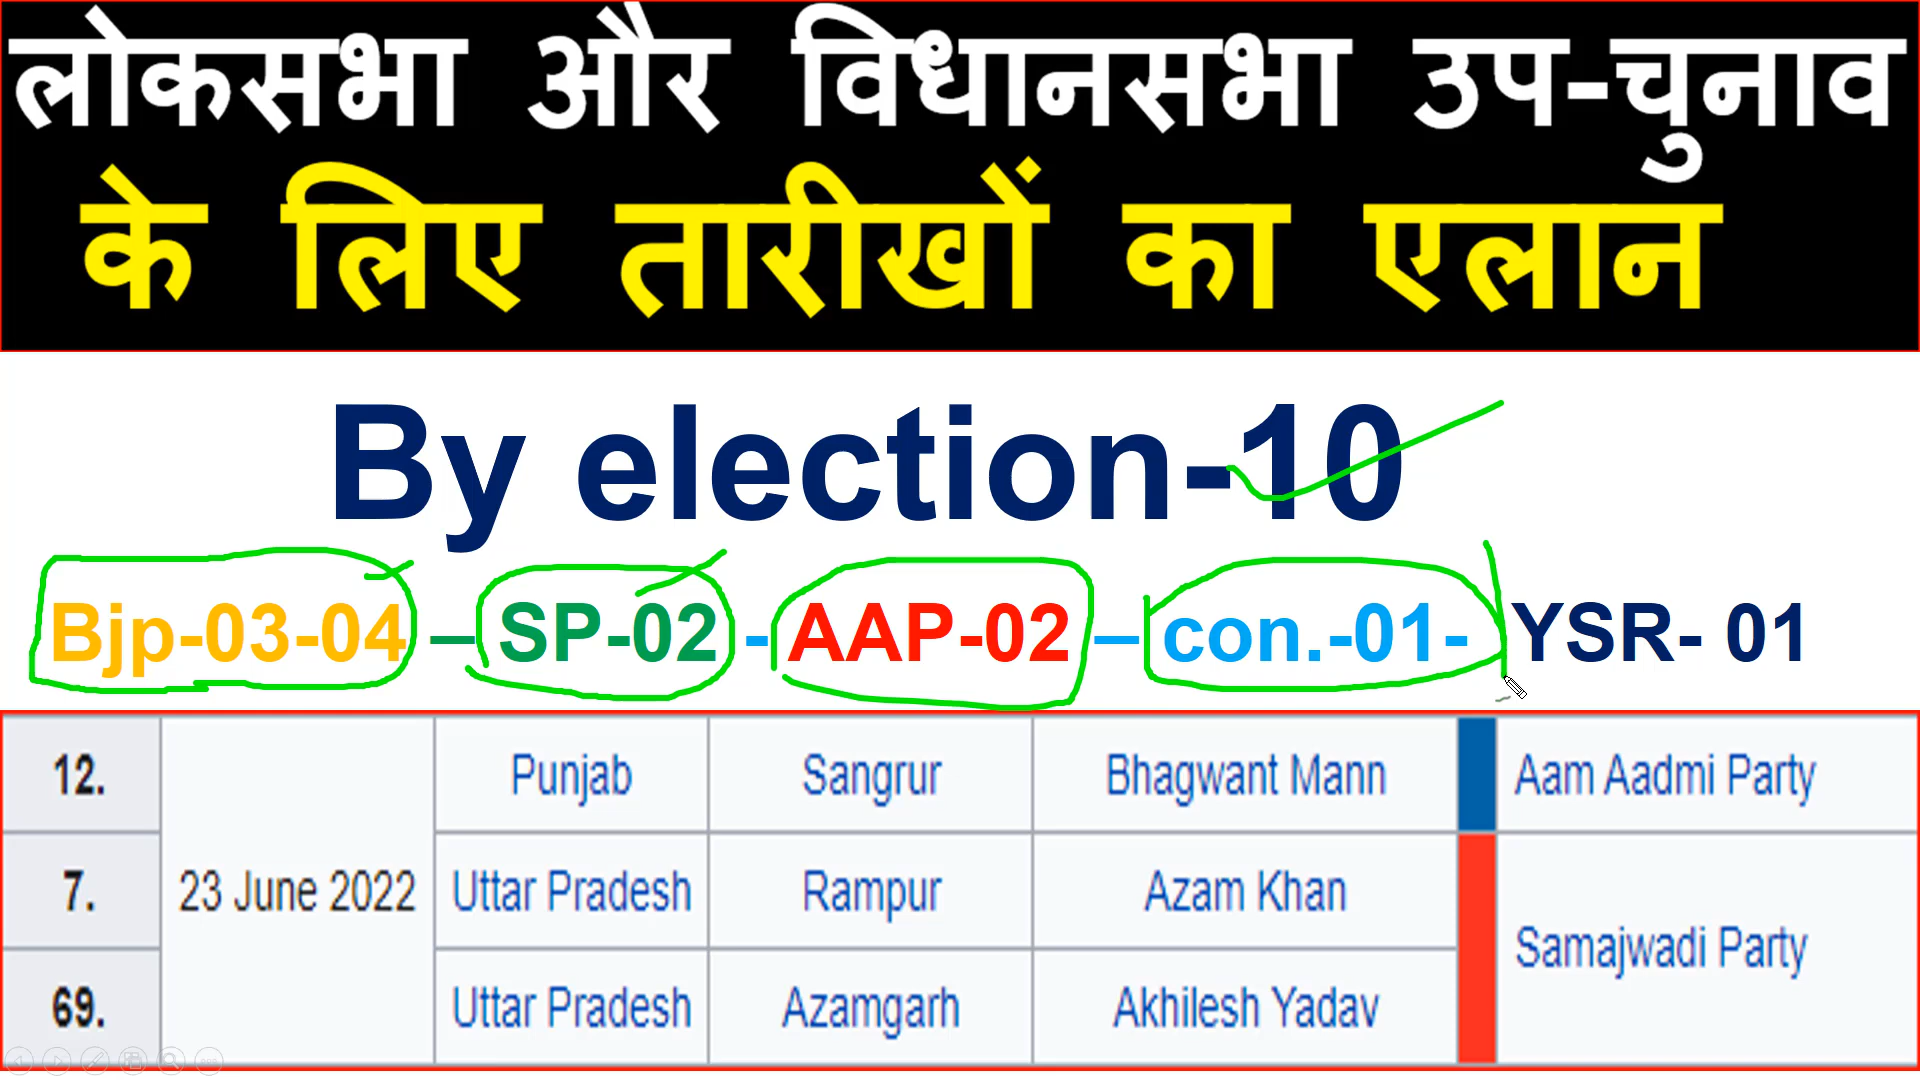 लोकसभा और विधानसभा उप-चुनाव
के लिए तारीखों का एलान
By election-10
Bjp-03-04 – SP-02 - AAP-02 – con.-01- YSR- 01
12. Punjab Sangrur Bhagwant Mann Aam Aadmi Party
7. 23 June 2022 Uttar Pradesh Rampur Azam Khan
Samajwadi Party
69. Uttar Pradesh Azamgarh Akhilesh Yadav